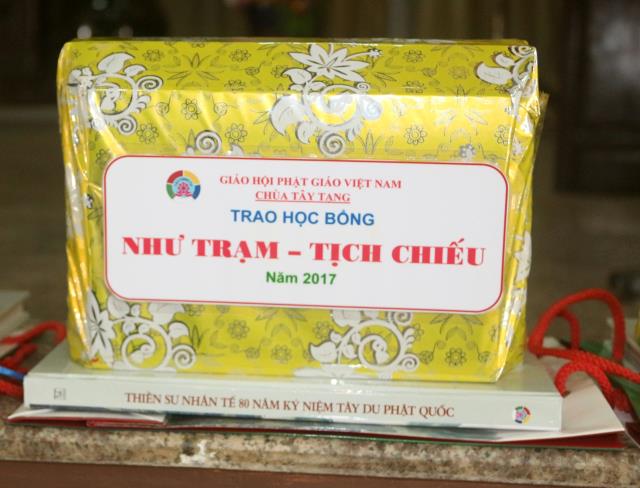 GIÁO HỘI PHẬT GIÁO VIỆT NAM
CHÙA TÂY TẠNG
TRAO HỌC BỔNG
NHƯ TRẠM – TỊCH CHIẾU
Năm 2017
THIỀN SƯ NHẪN TẾ 80 NĂM KỶ NIỆM TÂY DU PHẬT QUỐC